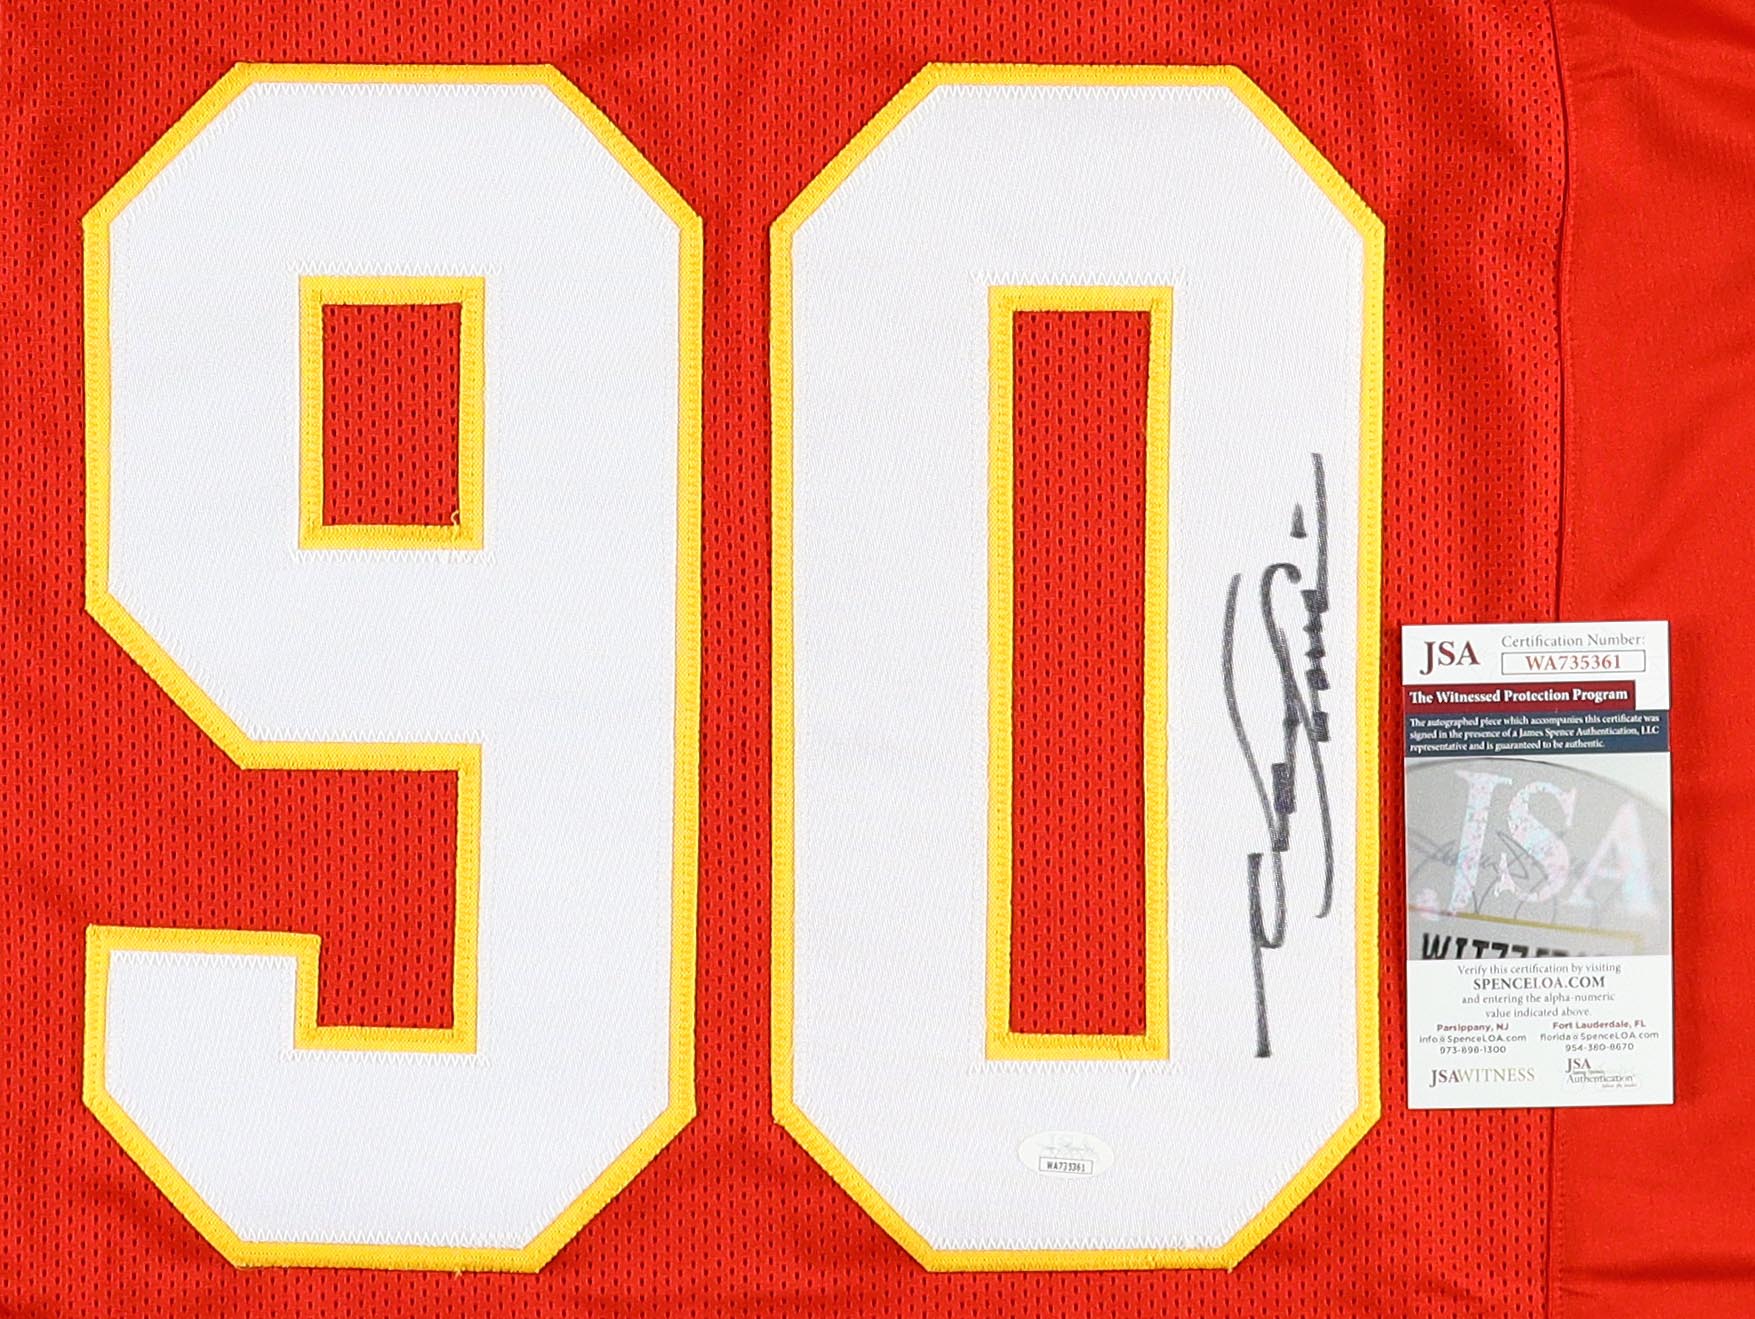 90
JSA
Certification Number:
WA735361
The Witnessed Protection Program
The autographed piece which accompanies this certificate was
signed in the presence of a James Spence Authentication, LLC
representative and is guaranteed to be authentic.
JSA
Verify this certification by visiting
SPENCELOA.COM
and entering the alpha-numeric
value indicated above.
Parsippany, NJ
info@SpenceLOA.com
973-898-1300
Fort Lauderdale, FL
florida@SpenceLOA.com
954-380-8670
JSAWITNESS
JSA
Authentication
WA735361